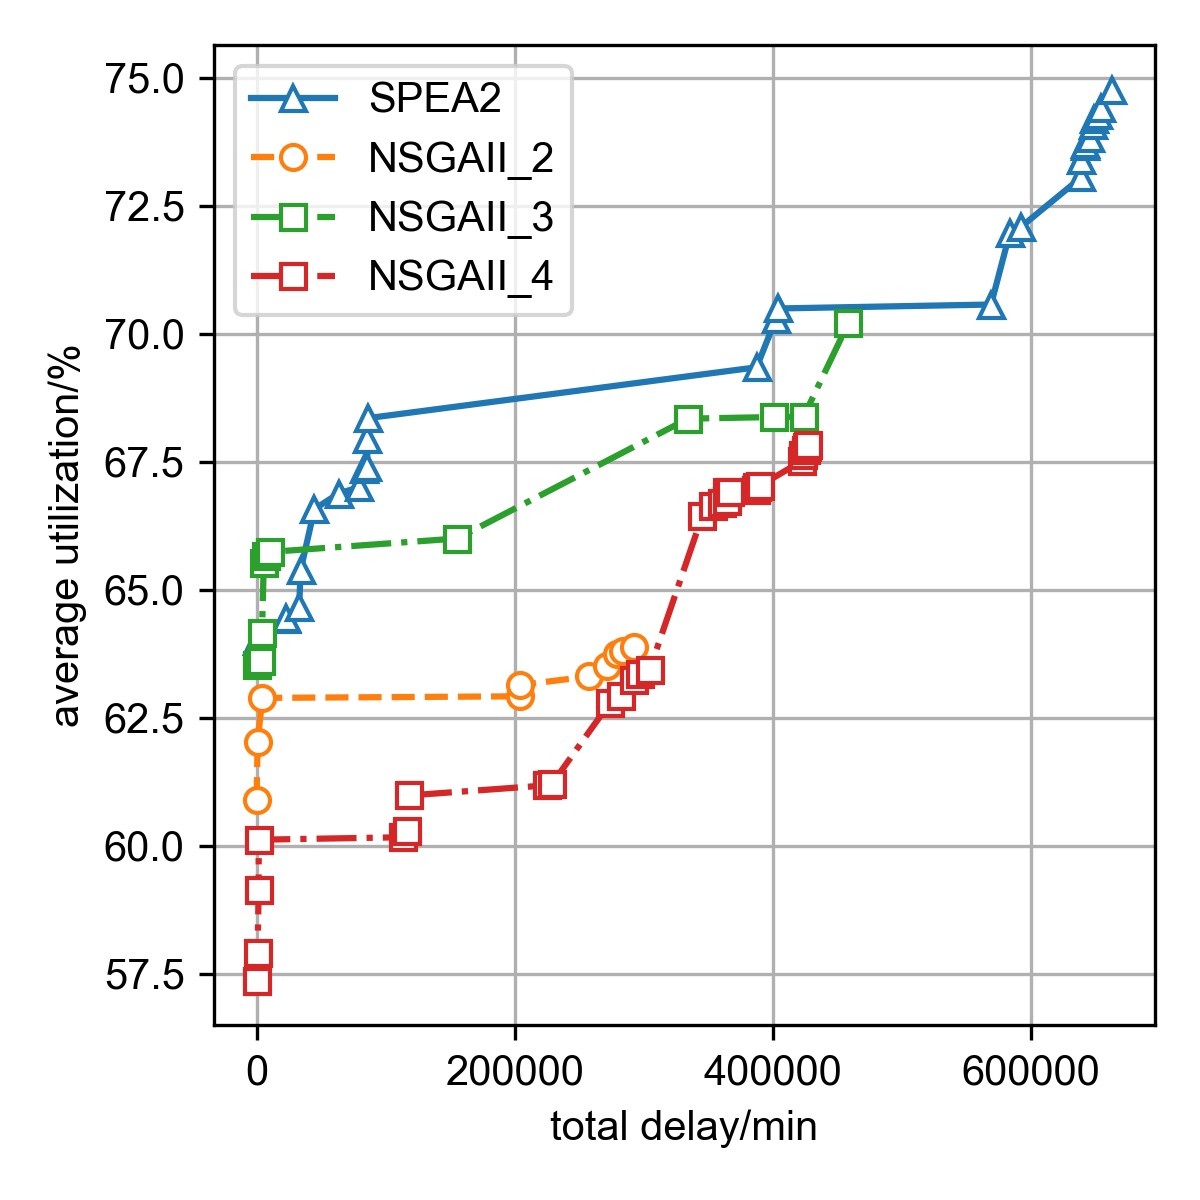 SPEA2
NSGAII_2
NSGAII_3
NSGAII_4
75.0
72.5
70.0
67.5
65.0
62.5
60.0
57.5
average utilization/%
0 200000 400000 600000
total delay/min